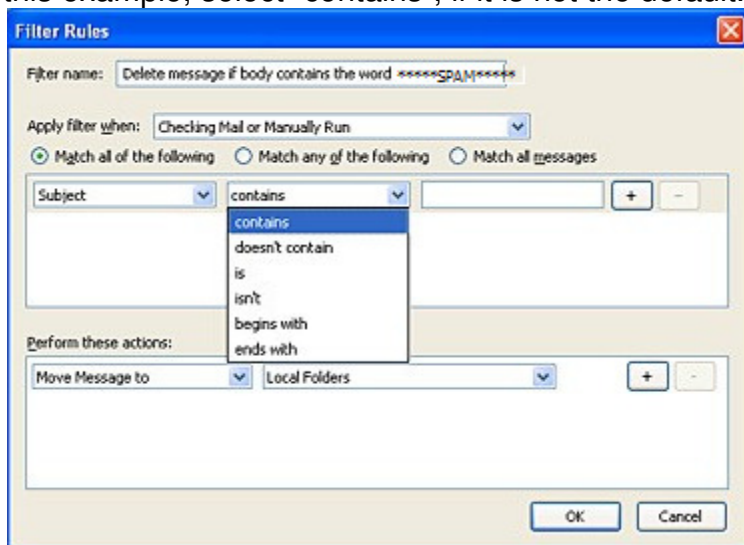 this example, select "contains", if it is not the default.
Filter Rules
Filter name: Delete message if body contains the word *****SPAM*****
Apply filter when: Checking Mail or Manually Run
Match all of the following Match any of the following Match all messages
Subject contains + -
contains
doesn't contain
is
isn't
begins with
ends with
Perform these actions:
Move Message to Local Folders + -
OK Cancel